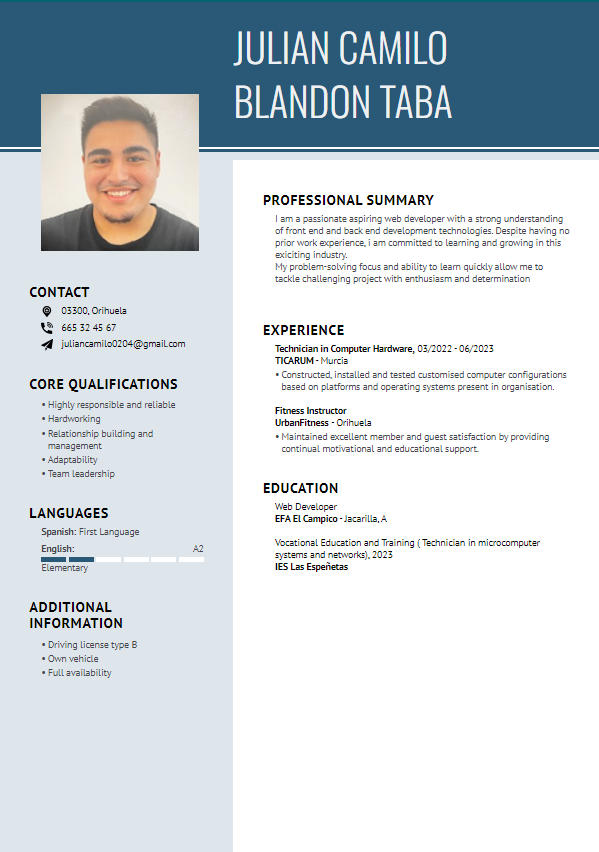 JULIAN CAMILO
BLANDON TABA
CONTACT
03300, Orihuela
665 32 45 67
juliancamilo0204@gmail.com
CORE QUALIFICATIONS
• Highly responsible and reliable
• Hardworking
• Relationship building and
management
• Adaptability
• Team leadership
LANGUAGES
Spanish: First Language
English: A2
Elementary
ADDITIONAL
INFORMATION
• Driving license type B
• Own vehicle
• Full availability
PROFESSIONAL SUMMARY
I am a passionate aspiring web developer with a strong understanding
of front end and back end development technologies. Despite having no
prior work experience, i am committed to learning and growing in this
exiciting industry.
My problem-solving focus and ability to learn quickly allow me to
tackle challenging project with enthusiasm and determination
EXPERIENCE
Technician in Computer Hardware, 03/2022 - 06/2023
TICARUM - Murcia
• Constructed, installed and tested customised computer configurations
based on platforms and operating systems present in organisation.
Fitness Instructor
UrbanFitness - Orihuela
• Maintained excellent member and guest satisfaction by providing
continual motivational and educational support.
EDUCATION
Web Developer
EFA El Campico - Jacarilla, A
Vocational Education and Training ( Technician in microcomputer
systems and networks), 2023
IES Las Espeñetas